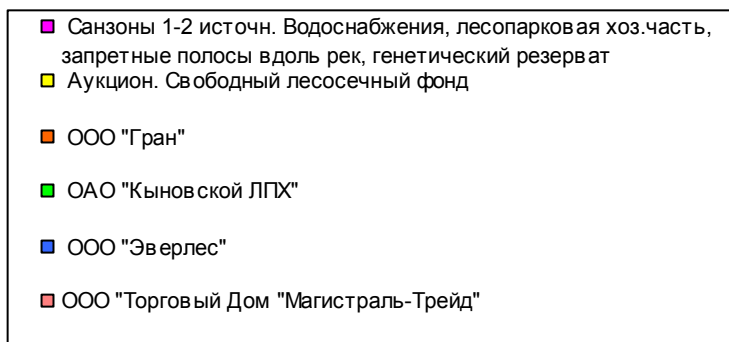 Санзоны 1-2 источн. Водоснабжения, лесопарковая хоз.часть,
запретные полосы вдоль рек, генетический резерват
Аукцион. Свободный лесосечный фонд
ООО "Гран"
ОАО "Кыновской ЛПХ"
ООО "Эверлес"
ООО "Торговый Дом "Магистраль-Трейд"